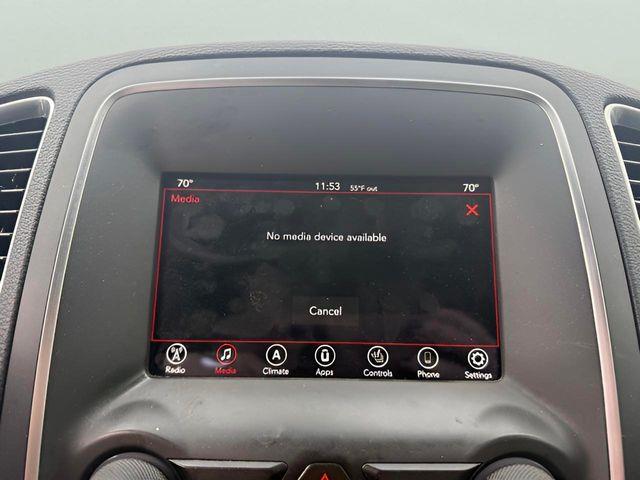 70° 11:53 55°F out 70°
Media
No media device available
Cancel
Radio Media Climate Apps Controls Phone Settings